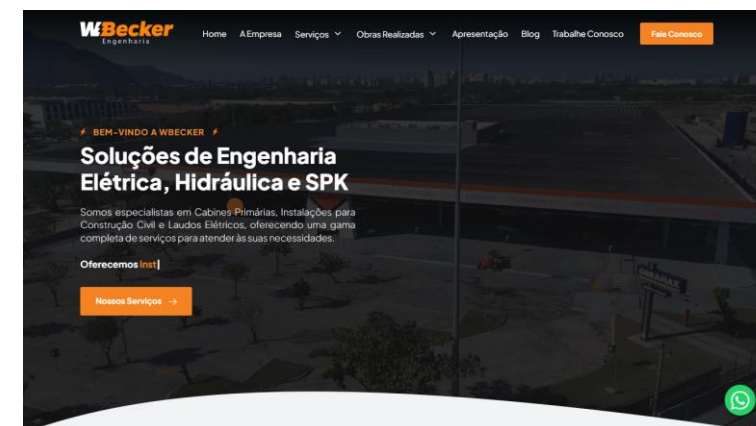 WBecker
Engenharia
Home A Empresa Serviços Obras Realizadas Apresentação Blog Trabalhe Conosco Fale Conosco
BEM-VINDO A WBECKER
Soluções de Engenharia
Elétrica, Hidráulica e SPK
Somos especialistas em Cabines Primárias, Instalações para
Construção Civil e Laudos Elétricos, oferecendo uma gama
completa de serviços para atender às suas necessidades.
Oferecemos Inst|
Nossos Serviços →